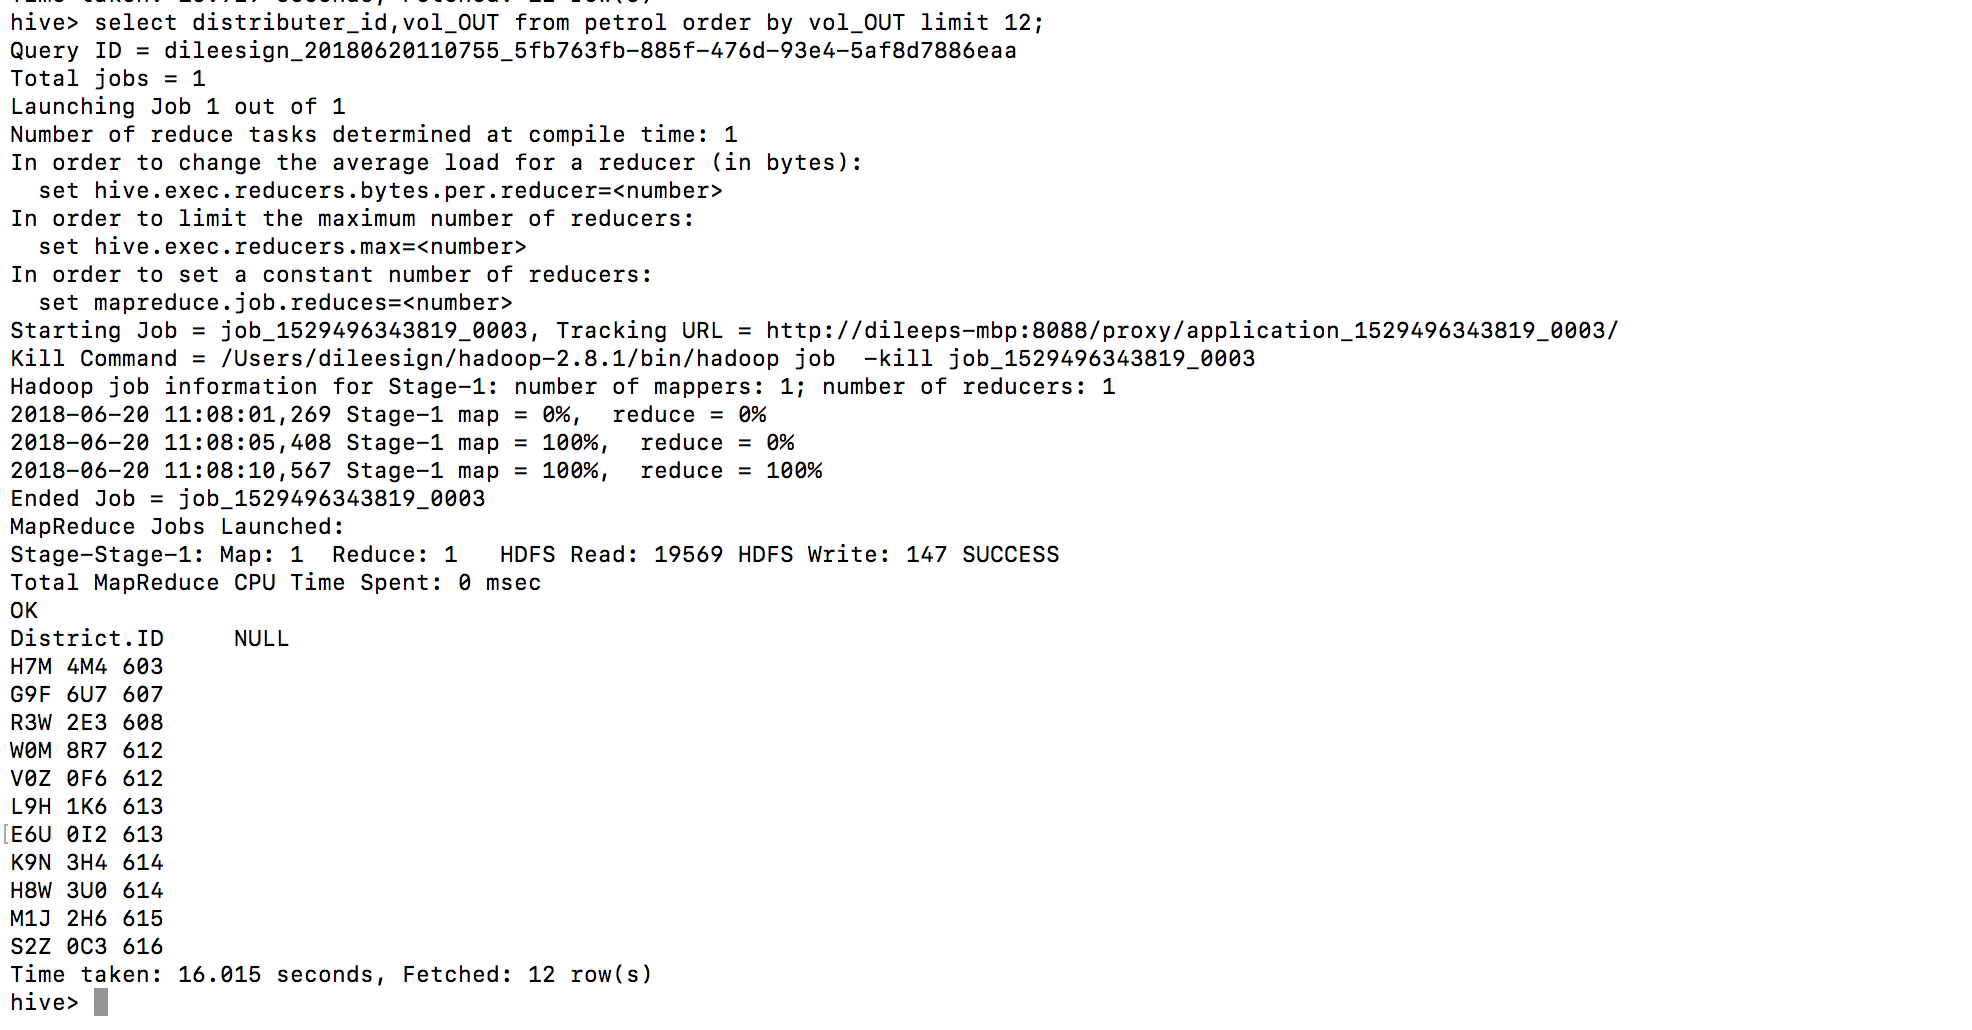 hive> select distributer_id,vol_OUT from petrol order by vol_OUT limit 12;
Query ID = dileesign_20180620110755_5fb763fb-885f-476d-93e4-5af8d7886eaa
Total jobs = 1
Launching Job 1 out of 1
Number of reduce tasks determined at compile time: 1
In order to change the average load for a reducer (in bytes):
  set hive.exec.reducers.bytes.per.reducer=<number>
In order to limit the maximum number of reducers:
  set hive.exec.reducers.max=<number>
In order to set a constant number of reducers:
  set mapreduce.job.reduces=<number>
Starting Job = job_1529496343819_0003, Tracking URL = http://dileeps-mbp:8088/proxy/application_1529496343819_0003/
Kill Command = /Users/dileesign/hadoop-2.8.1/bin/hadoop job  -kill job_1529496343819_0003
Hadoop job information for Stage-1: number of mappers: 1; number of reducers: 1
2018-06-20 11:08:01,269 Stage-1 map = 0%,  reduce = 0%
2018-06-20 11:08:05,408 Stage-1 map = 100%,  reduce = 0%
2018-06-20 11:08:10,567 Stage-1 map = 100%,  reduce = 100%
Ended Job = job_1529496343819_0003
MapReduce Jobs Launched:
Stage-Stage-1: Map: 1  Reduce: 1   HDFS Read: 19569 HDFS Write: 147 SUCCESS
Total MapReduce CPU Time Spent: 0 msec
OK
District.ID     NULL
H7M 4M4 603
G9F 6U7 607
R3W 2E3 608
W0M 8R7 612
V0Z 0F6 612
L9H 1K6 613
E6U 0I2 613
K9N 3H4 614
H8W 3U0 614
M1J 2H6 615
S2Z 0C3 616
Time taken: 16.015 seconds, Fetched: 12 row(s)
hive>